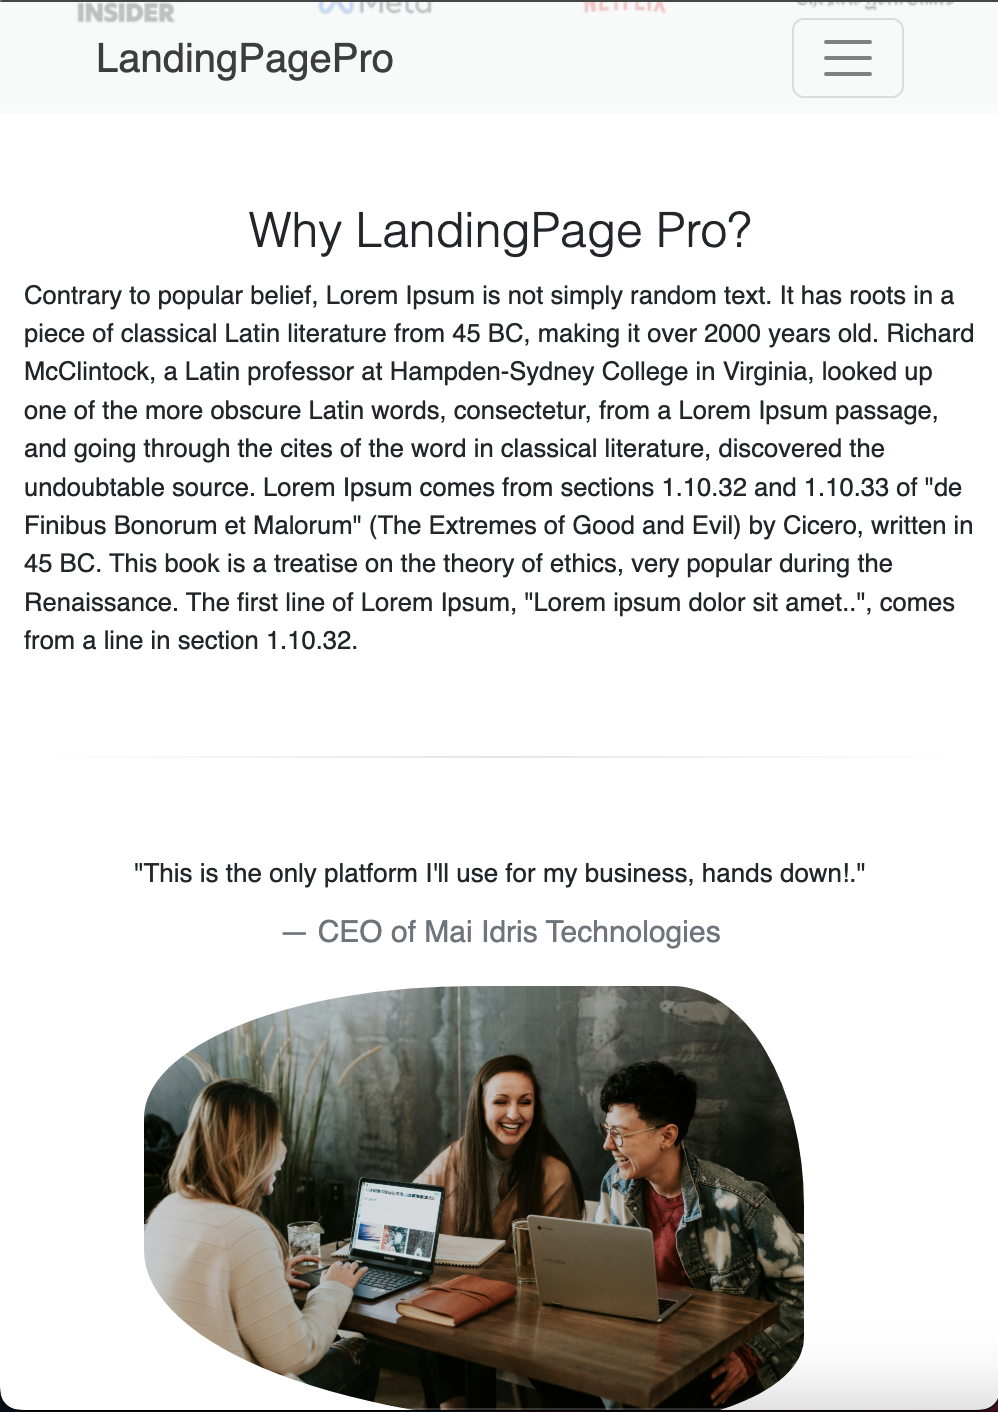 INSIDER
Meta
NETFLIX
LandingPagePro
Why LandingPage Pro?
Contrary to popular belief, Lorem Ipsum is not simply random text. It has roots in a
piece of classical Latin literature from 45 BC, making it over 2000 years old. Richard
McClintock, a Latin professor at Hampden-Sydney College in Virginia, looked up
one of the more obscure Latin words, consectetur, from a Lorem Ipsum passage,
and going through the cites of the word in classical literature, discovered the
undoubtable source. Lorem Ipsum comes from sections 1.10.32 and 1.10.33 of "de
Finibus Bonorum et Malorum" (The Extremes of Good and Evil) by Cicero, written in
45 BC. This book is a treatise on the theory of ethics, very popular during the
Renaissance. The first line of Lorem Ipsum, "Lorem ipsum dolor sit amet..", comes
from a line in section 1.10.32.
"This is the only platform I'll use for my business, hands down!."
— CEO of Mai Idris Technologies